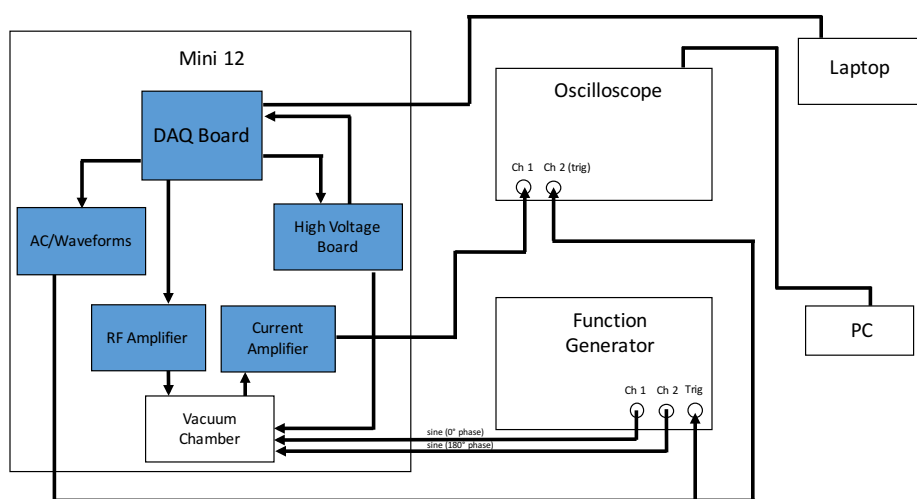 Mini 12
Laptop
Oscilloscope
DAQ Board
Ch 1
Ch 2 (trig)
AC/Waveforms
High Voltage
Board
Function
Generator
PC
RF Amplifier
Current
Amplifier
Ch 1
Ch 2
Trig
Vacuum
Chamber
sine (0° phase)
sine (180° phase)